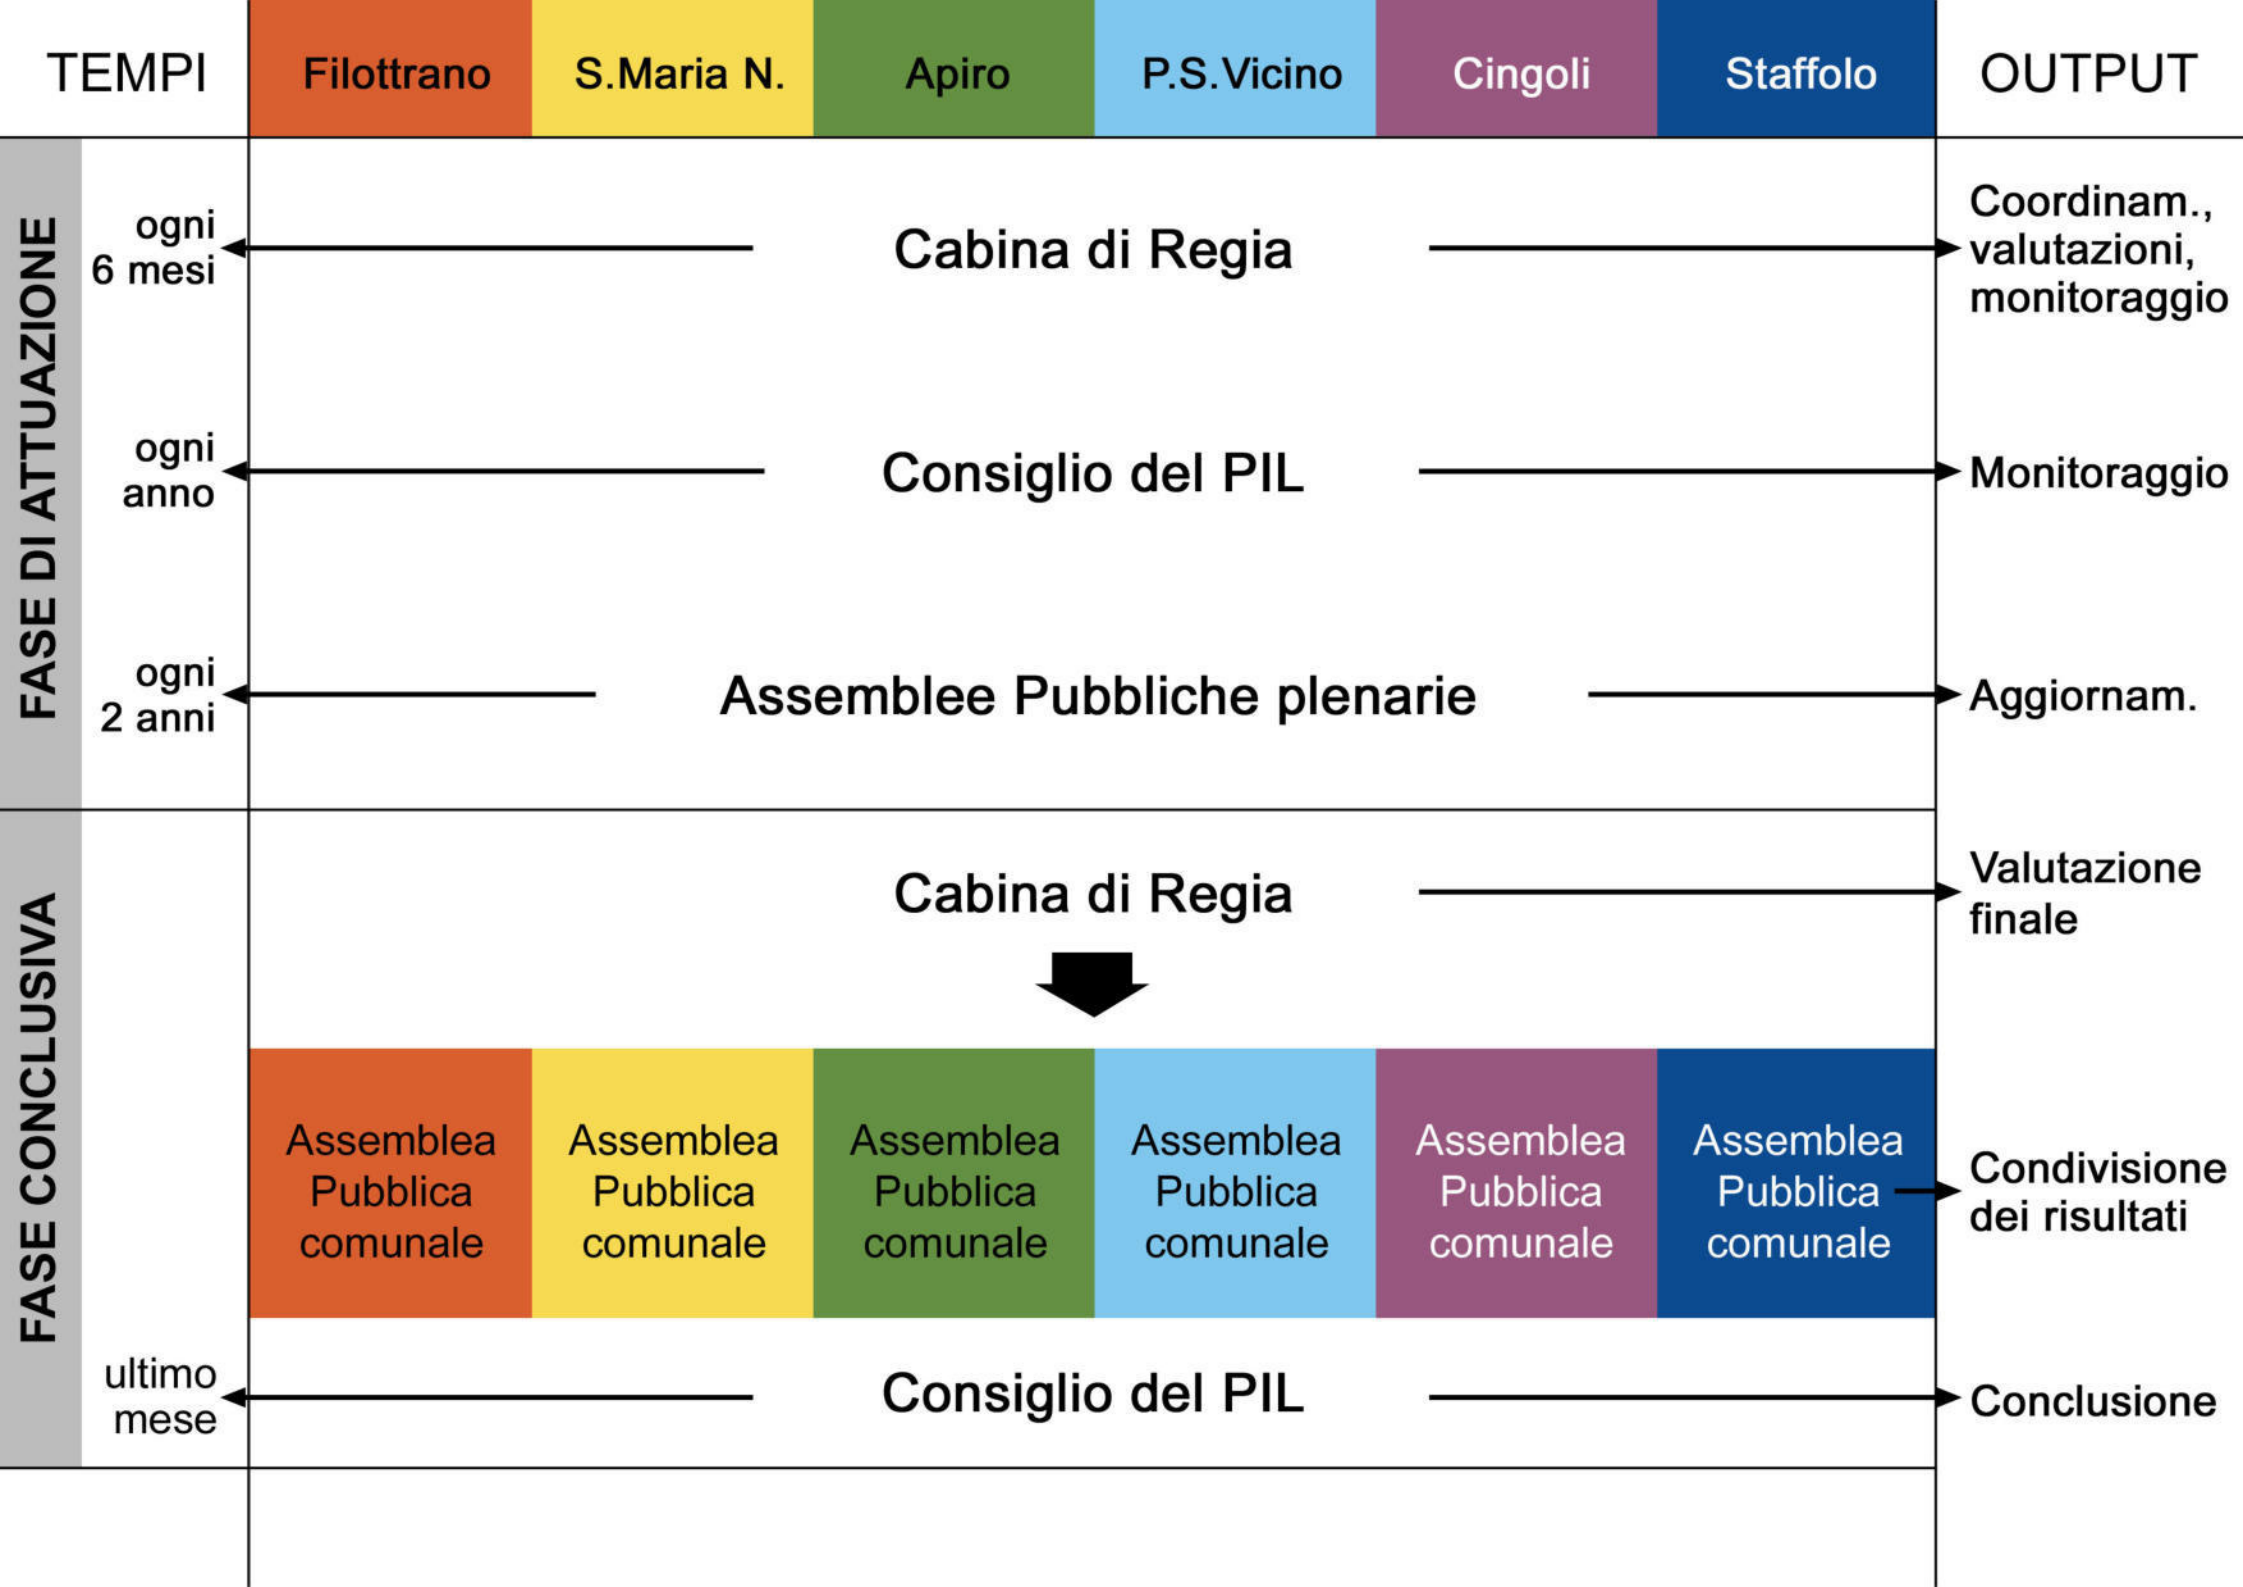 TEMPI Filottrano S.Maria N. Apiro P.S.Vicino Cingoli Staffolo OUTPUT
FASE DI ATTUAZIONE
ogni
6 mesi
Cabina di Regia
Coordinam.,
valutazioni,
monitoraggio
ogni
anno
Consiglio del PIL
Monitoraggio
ogni
2 anni
Assemblee Pubbliche plenarie
Aggiornam.
FASE CONCLUSIVA
Cabina di Regia
Valutazione
finale
Assemblea
Pubblica
comunale
Assemblea
Pubblica
comunale
Assemblea
Pubblica
comunale
Assemblea
Pubblica
comunale
Assemblea
Pubblica
comunale
Assemblea
Pubblica
comunale
Condivisione
dei risultati
ultimo
mese
Consiglio del PIL
Conclusione